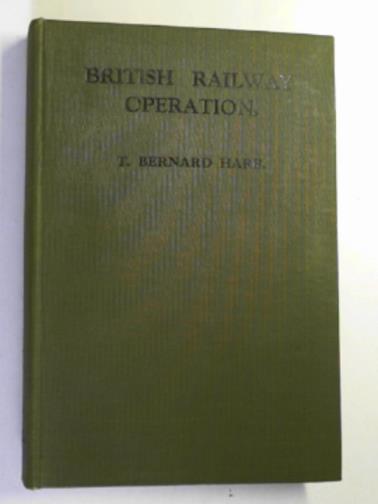 BRITISH RAILWAY
OPERATION.
T. BERNARD HARE.